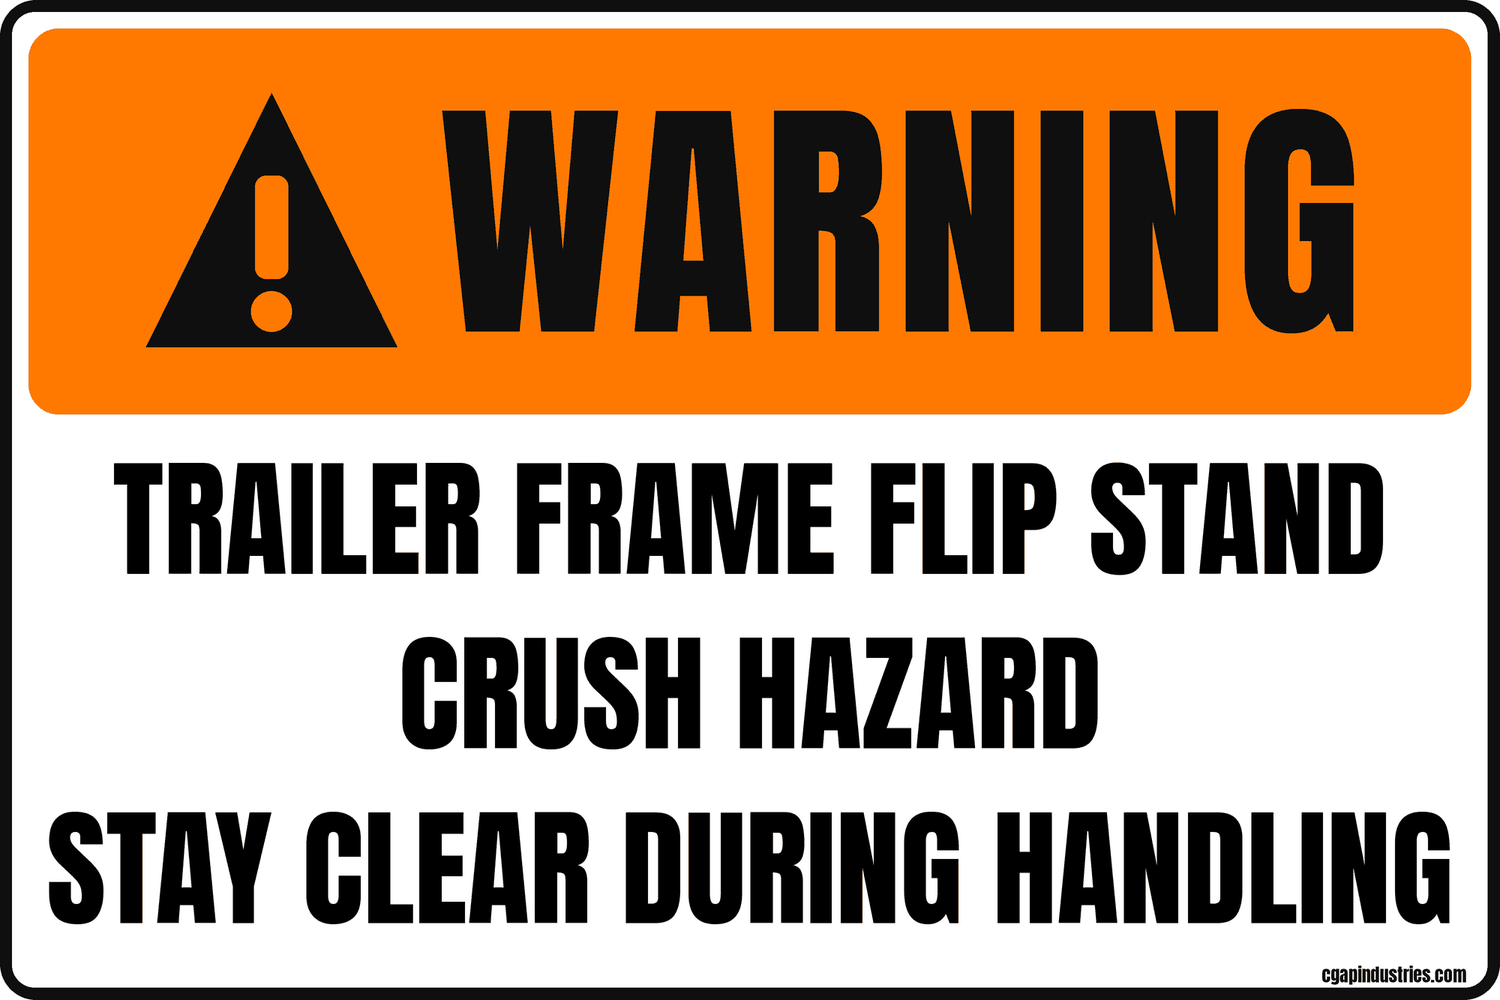 WARNING
TRAILER FRAME FLIP STAND
CRUSH HAZARD
STAY CLEAR DURING HANDLING
cgapindustries.com